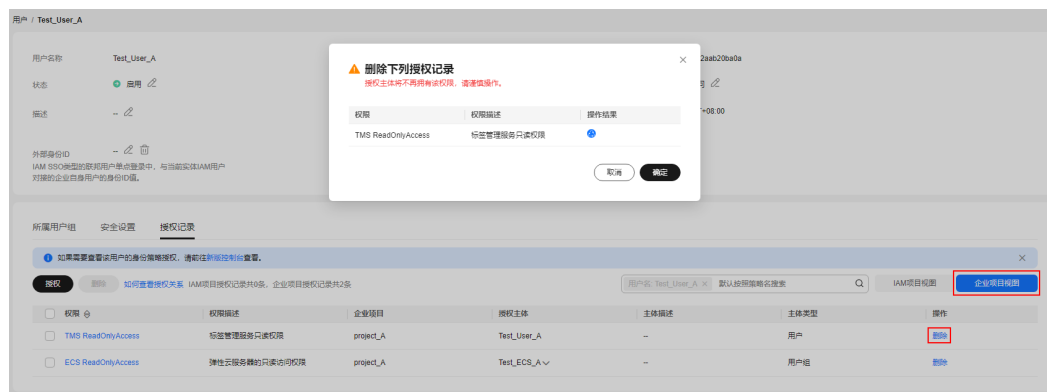 用户 / Test_User_A
用户名称 Test_User_A
2aab20ba0a
状态 启用
描述 --
+08:00
外部身份ID --
IAM SSO类型的联邦用户单点登录中，与当前实体IAM用户
对接的企业自身用户的身份ID值。
删除下列授权记录
授权主体将不再拥有该权限，请谨慎操作。
权限 权限描述 操作结果
TMS ReadOnlyAccess 标签管理服务只读权限
取消 确定
所属用户组 安全设置 授权记录
如果需要查看该用户的身份策略授权，请前往新版控制台查看。
授权 删除 如何查看授权关系 IAM项目授权记录共0条，企业项目授权记录共2条
用户名: Test_User_A × 默认按照策略名搜索 IAM项目视图 企业项目视图
权限 权限描述 企业项目 授权主体 主体描述 主体类型 操作
TMS ReadOnlyAccess 标签管理服务只读权限 project_A Test_User_A -- 用户 删除
ECS ReadOnlyAccess 弹性云服务器的只读访问权限 project_A Test_ECS_A -- 用户组 删除